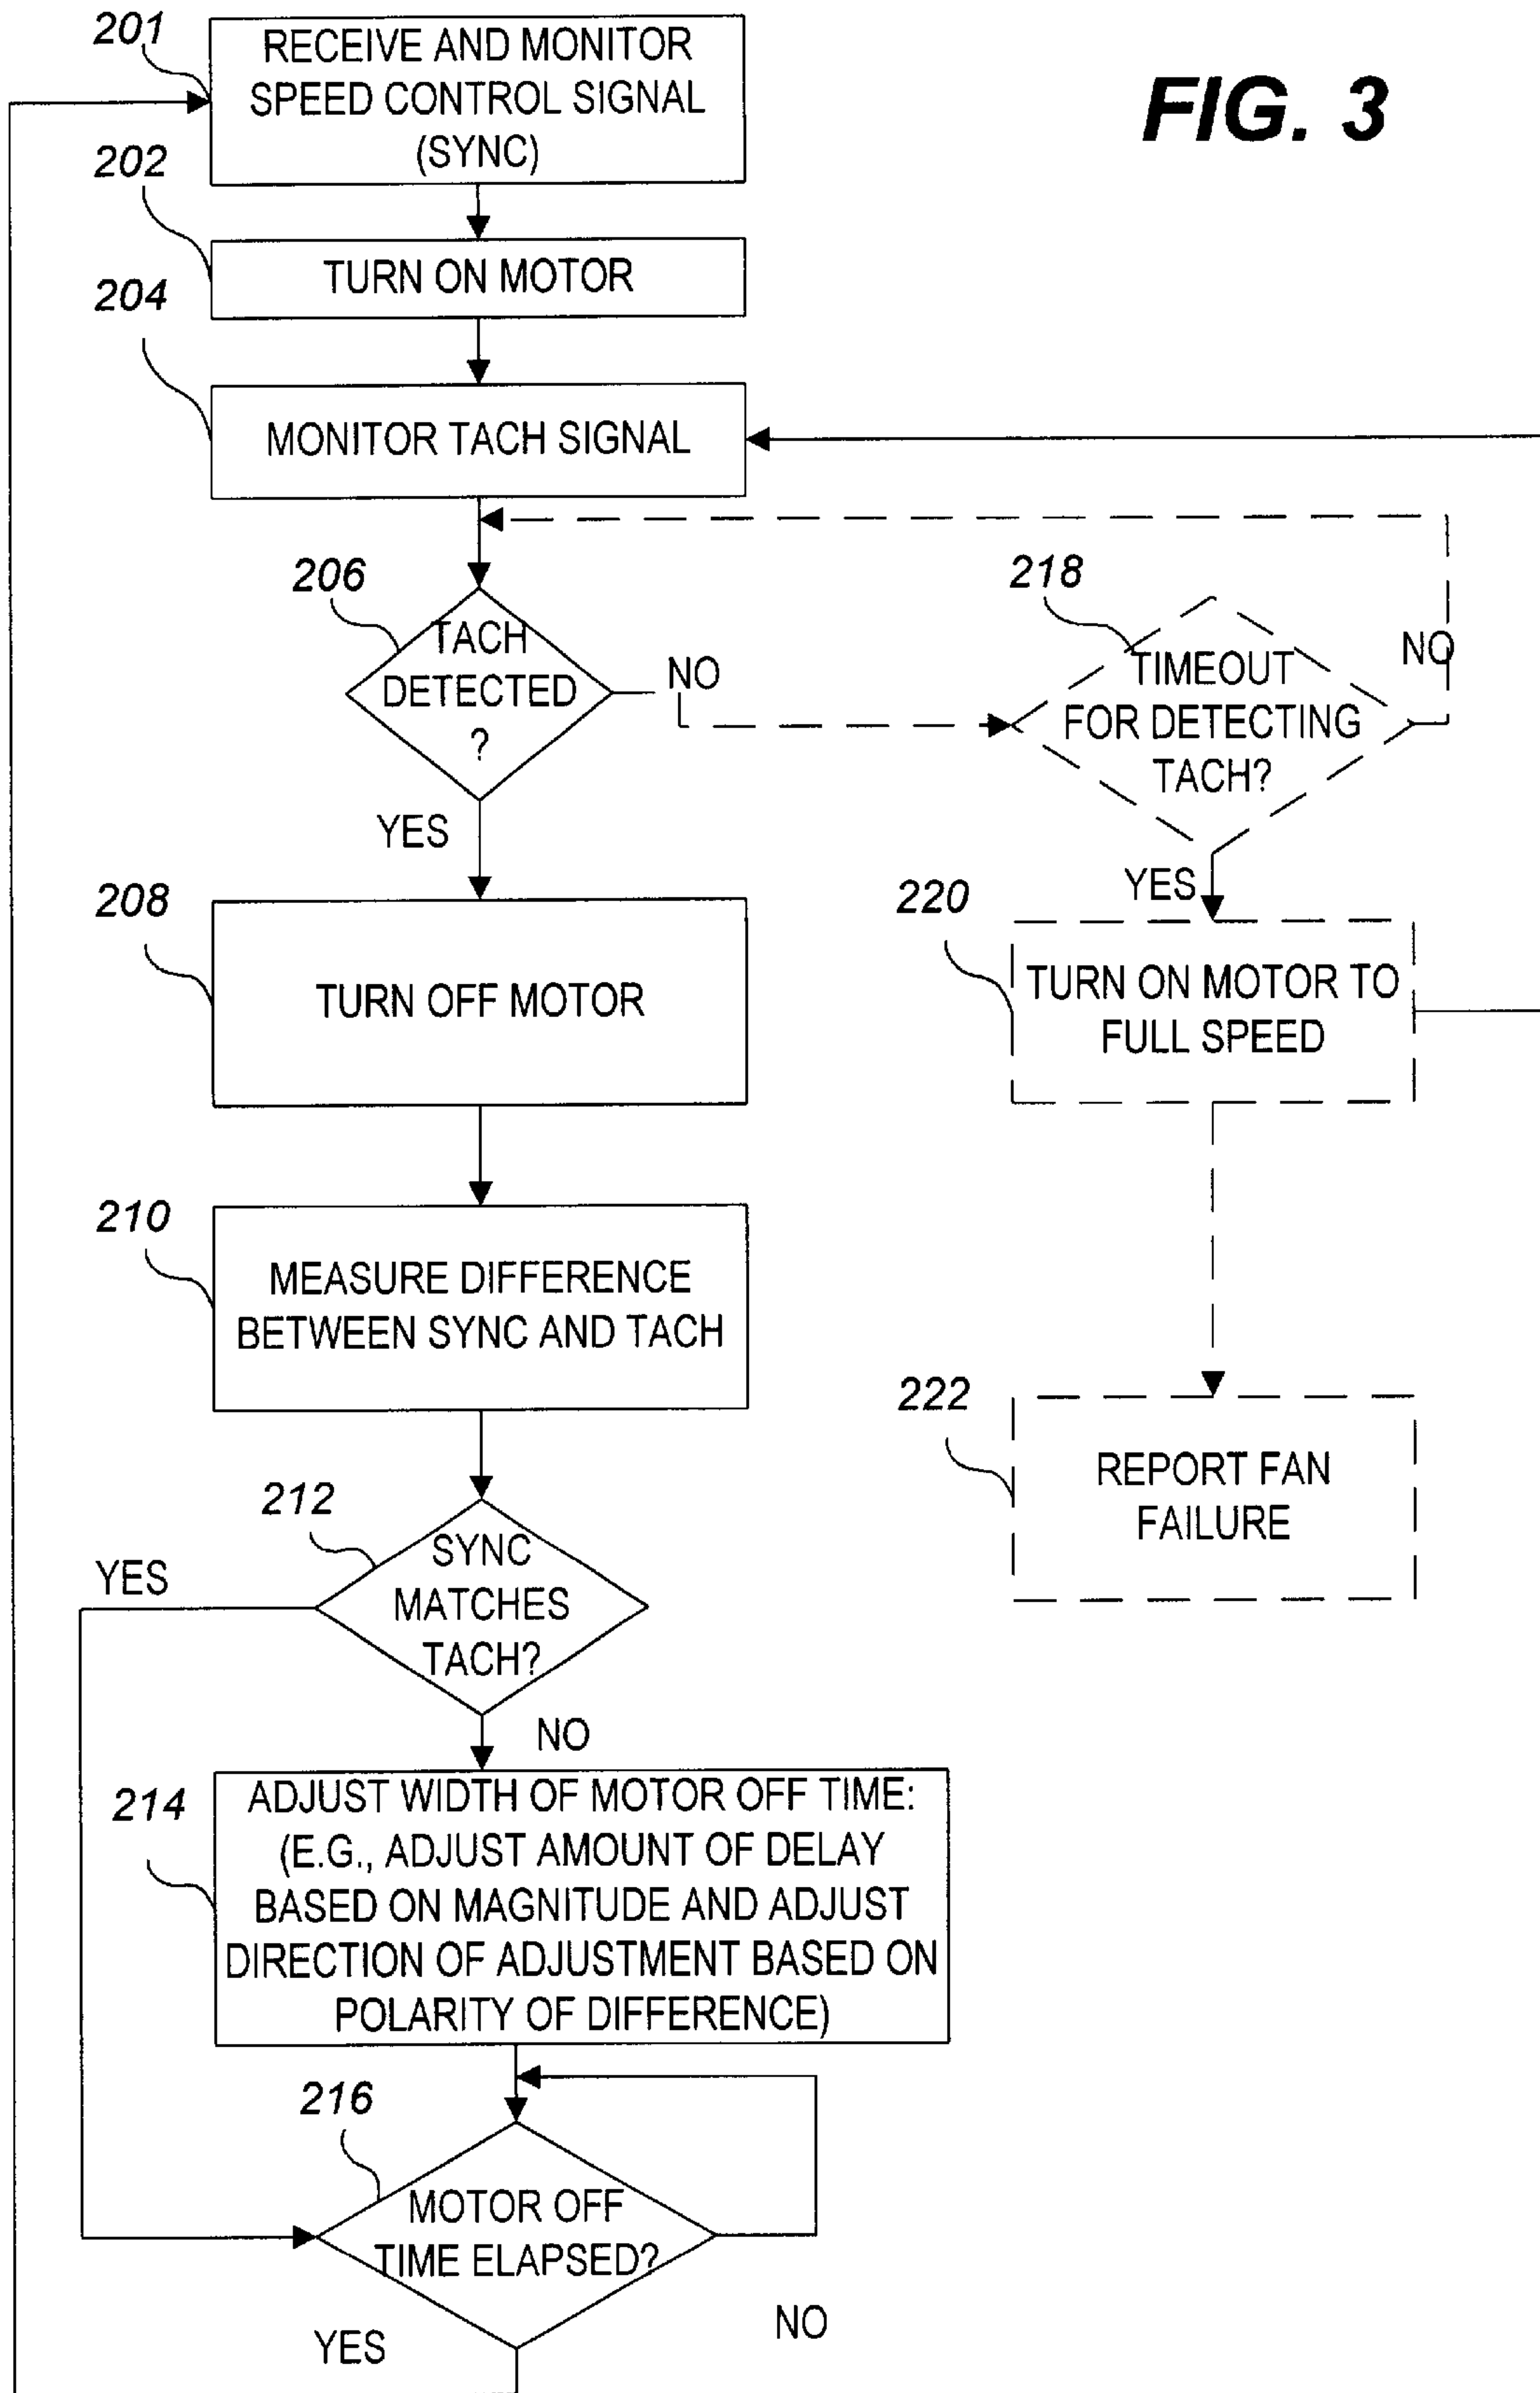 FIG. 3
201
RECEIVE AND MONITOR
SPEED CONTROL SIGNAL
(SYNC)
202
TURN ON MOTOR
204
MONITOR TACH SIGNAL
206
TACH
DETECTED
?
NO
YES
218
TIMEOUT
FOR DETECTING
TACH?
NO
YES
208
TURN OFF MOTOR
220
TURN ON MOTOR TO
FULL SPEED
210
MEASURE DIFFERENCE
BETWEEN SYNC AND TACH
222
REPORT FAN
FAILURE
212
SYNC
MATCHES
TACH?
YES
NO
214
ADJUST WIDTH OF MOTOR OFF TIME:
(E.G., ADJUST AMOUNT OF DELAY
BASED ON MAGNITUDE AND ADJUST
DIRECTION OF ADJUSTMENT BASED ON
POLARITY OF DIFFERENCE)
216
MOTOR OFF
TIME ELAPSED?
NO
YES